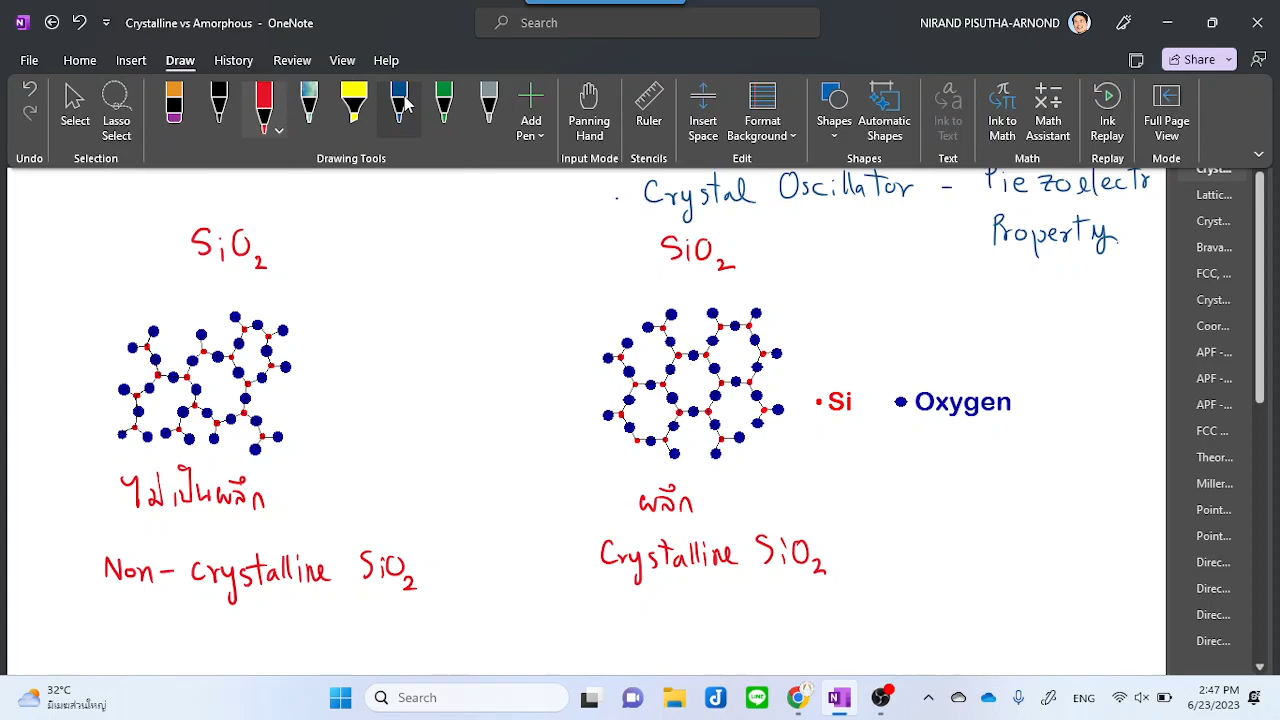 Crystalline vs Amorphous - OneNote
Search
NIRAND PISUTHA-ARNOND
File Home Insert Draw History Review View Help
Share
Undo
Select
Lasso Select
Selection
Drawing Tools
Add Pen
Panning Hand
Input Mode
Ruler
Stencils
Insert Space
Format Background
Edit
Shapes
Automatic Shapes
Shapes
Ink to Text
Text
Ink to Math
Math Assistant
Math
Ink Replay
Replay
Full Page View
Mode
. Crystal Oscillator - Piezoelectr
Property
SiO2
SiO2
Si
Oxygen
ไม่เป็นผลึก
ผลึก
Non-crystalline SiO2
Crystalline SiO2
Cryst...
Lattic...
Cryst...
Brava...
FCC, ...
Cryst...
Coor...
APF -...
APF -...
APF -...
FCC ...
Theor...
Miller...
Point...
Point...
Direc...
Direc...
Direc...
Direc...
32°C
Search
ENG
8:47 PM
6/23/2023